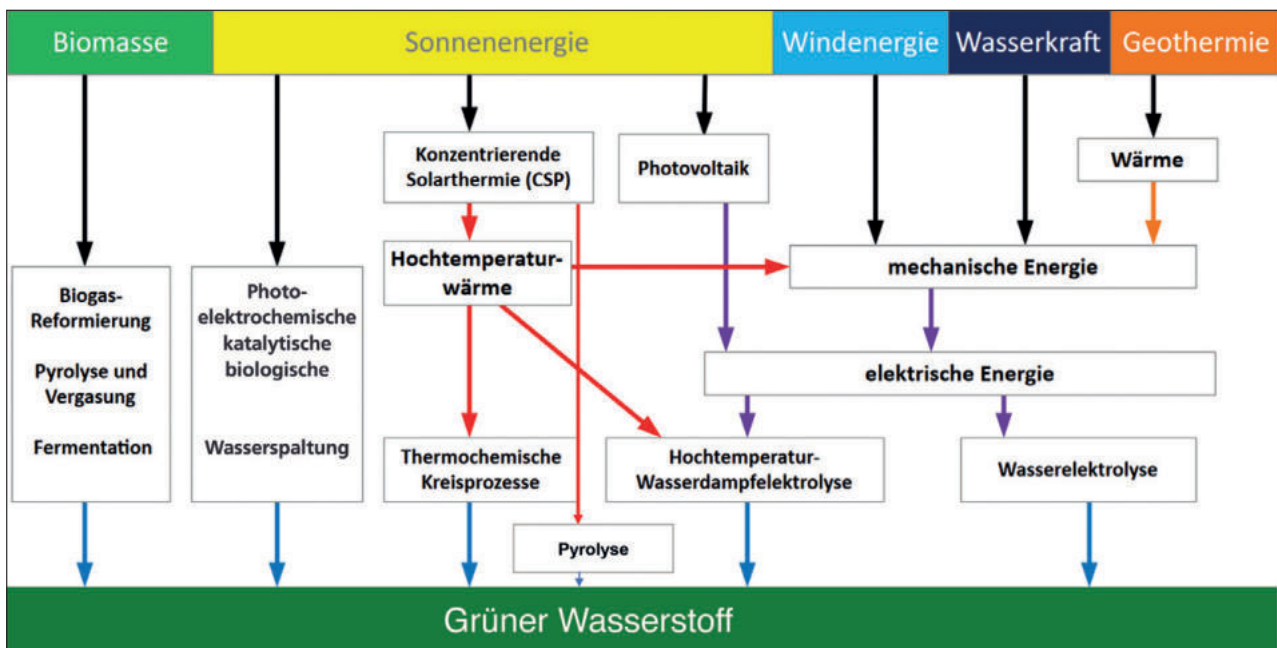 Biomasse
Sonnenenergie
Windenergie
Wasserkraft
Geothermie
Konzentrierende
Solarthermie (CSP)
Photovoltaik
Wärme
Hochtemperatur-
wärme
mechanische Energie
Biogas-
Reformierung
Pyrolyse und
Vergasung
Fermentation
Photo-
elektrochemische
katalytische
biologische
Wasserspaltung
elektrische Energie
Thermochemische
Kreisprozesse
Hochtemperatur-
Wasserdampfelektrolyse
Wasserelektrolyse
Pyrolyse
Grüner Wasserstoff